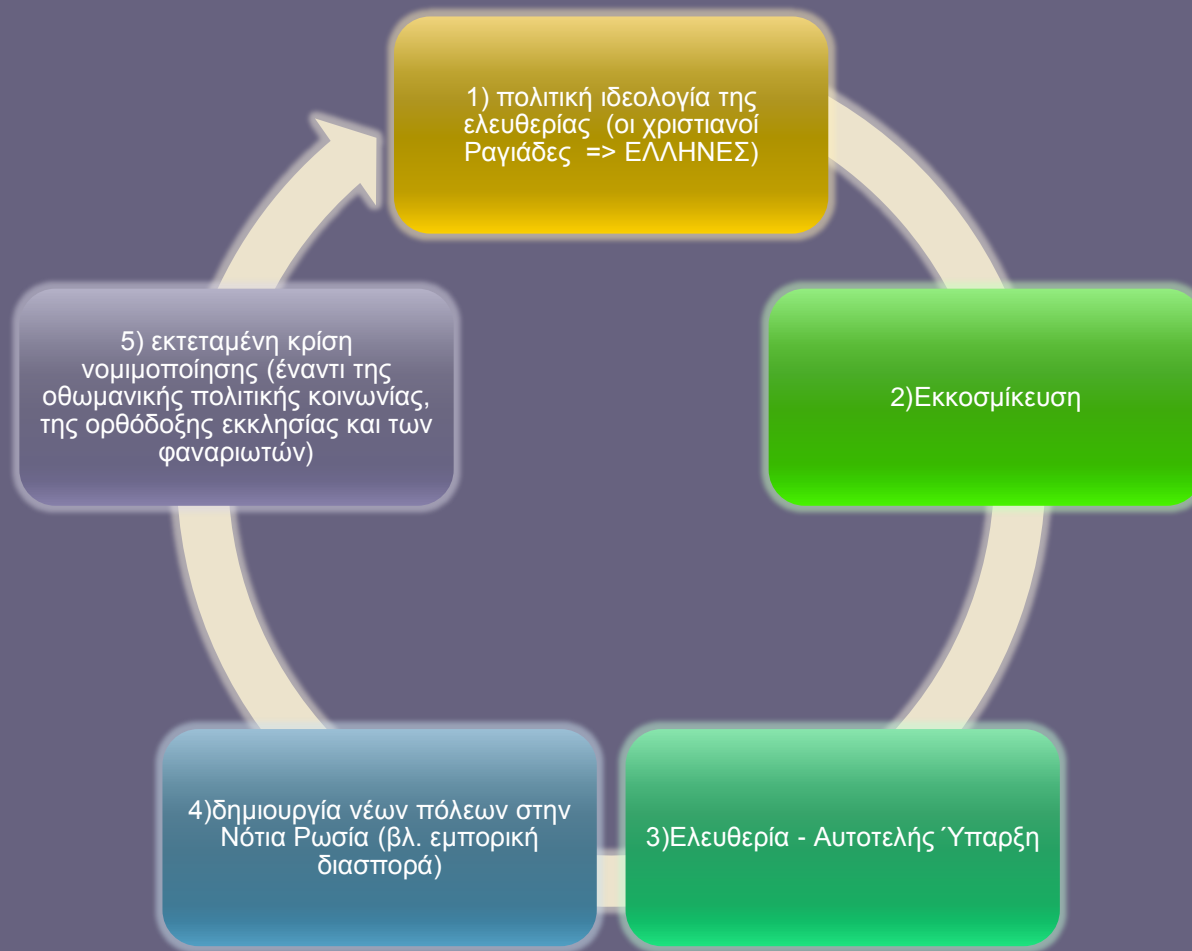 1) πολιτική ιδεολογία της
ελευθερίας (οι χριστιανοί
Ραγιάδες => ΕΛΛΗΝΕΣ)
2)Εκκοσμίκευση
3)Ελευθερία - Αυτοτελής Ύπαρξη
4)δημιουργία νέων πόλεων στην
Νότια Ρωσία (βλ. εμπορική
διασπορά)
5) εκτεταμένη κρίση
νομιμοποίησης (έναντι της
οθωμανικής πολιτικής κοινωνίας,
της ορθόδοξης εκκλησίας και των
φαναριωτών)